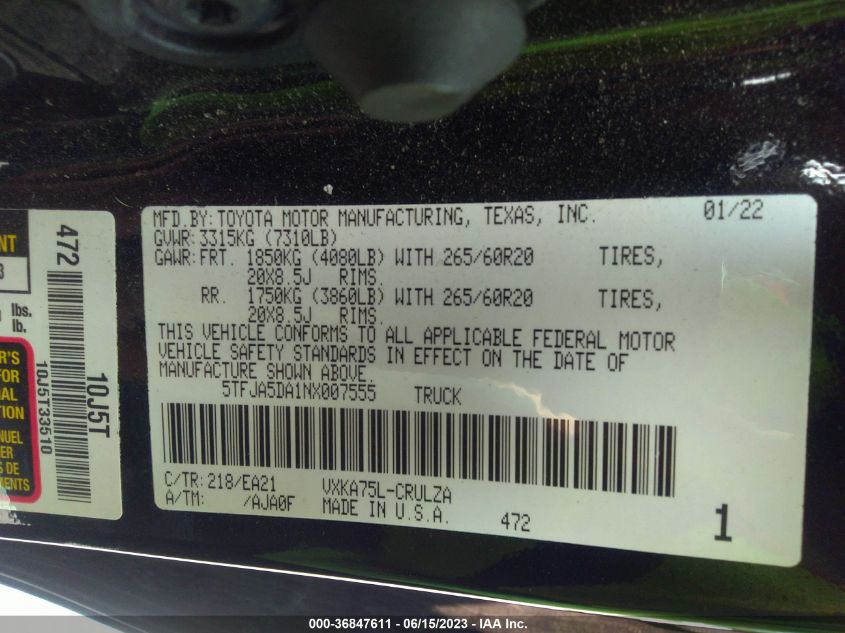 MFD.BY: TOYOTA MOTOR MANUFACTURING, TEXAS, INC. 01/22
GVWR: 3315KG (7310LB)
GAWR: FRT. 1850KG (4080LB) WITH 265/60R20 TIRES,
20X8.5J RIMS.
RR. 1750KG (3860LB) WITH 265/60R20 TIRES,
20X8.5J RIMS.
THIS VEHICLE CONFORMS TO ALL APPLICABLE FEDERAL MOTOR
VEHICLE SAFETY STANDARDS IN EFFECT ON THE DATE OF
MANUFACTURE SHOWN ABOVE
5TFJA5DA1NX007555 TRUCK
C/TR: 218/EA21 VXKA75L-CRULZA
A/TM: /AJA0F MADE IN U.S.A. 472 1
472
10J5T
10J5T33510
lbs.
lb.
FOR
DE
000-36847611 - 06/15/2023 - IAA Inc.